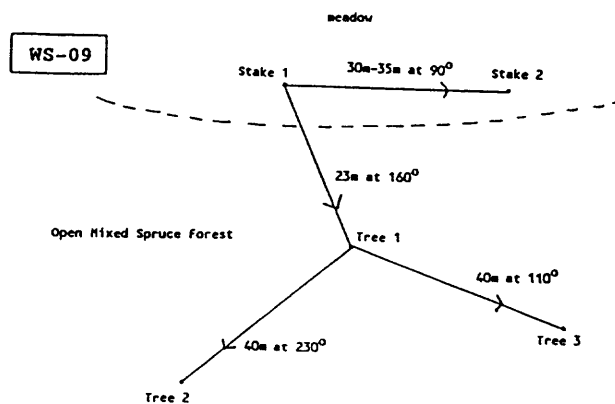 meadow
WS-09
30m-35m at 90°
Stake 1
Stake 2
23m at 160°
Open Mixed Spruce Forest
Tree 1
40m at 110°
40m at 230°
Tree 3
Tree 2